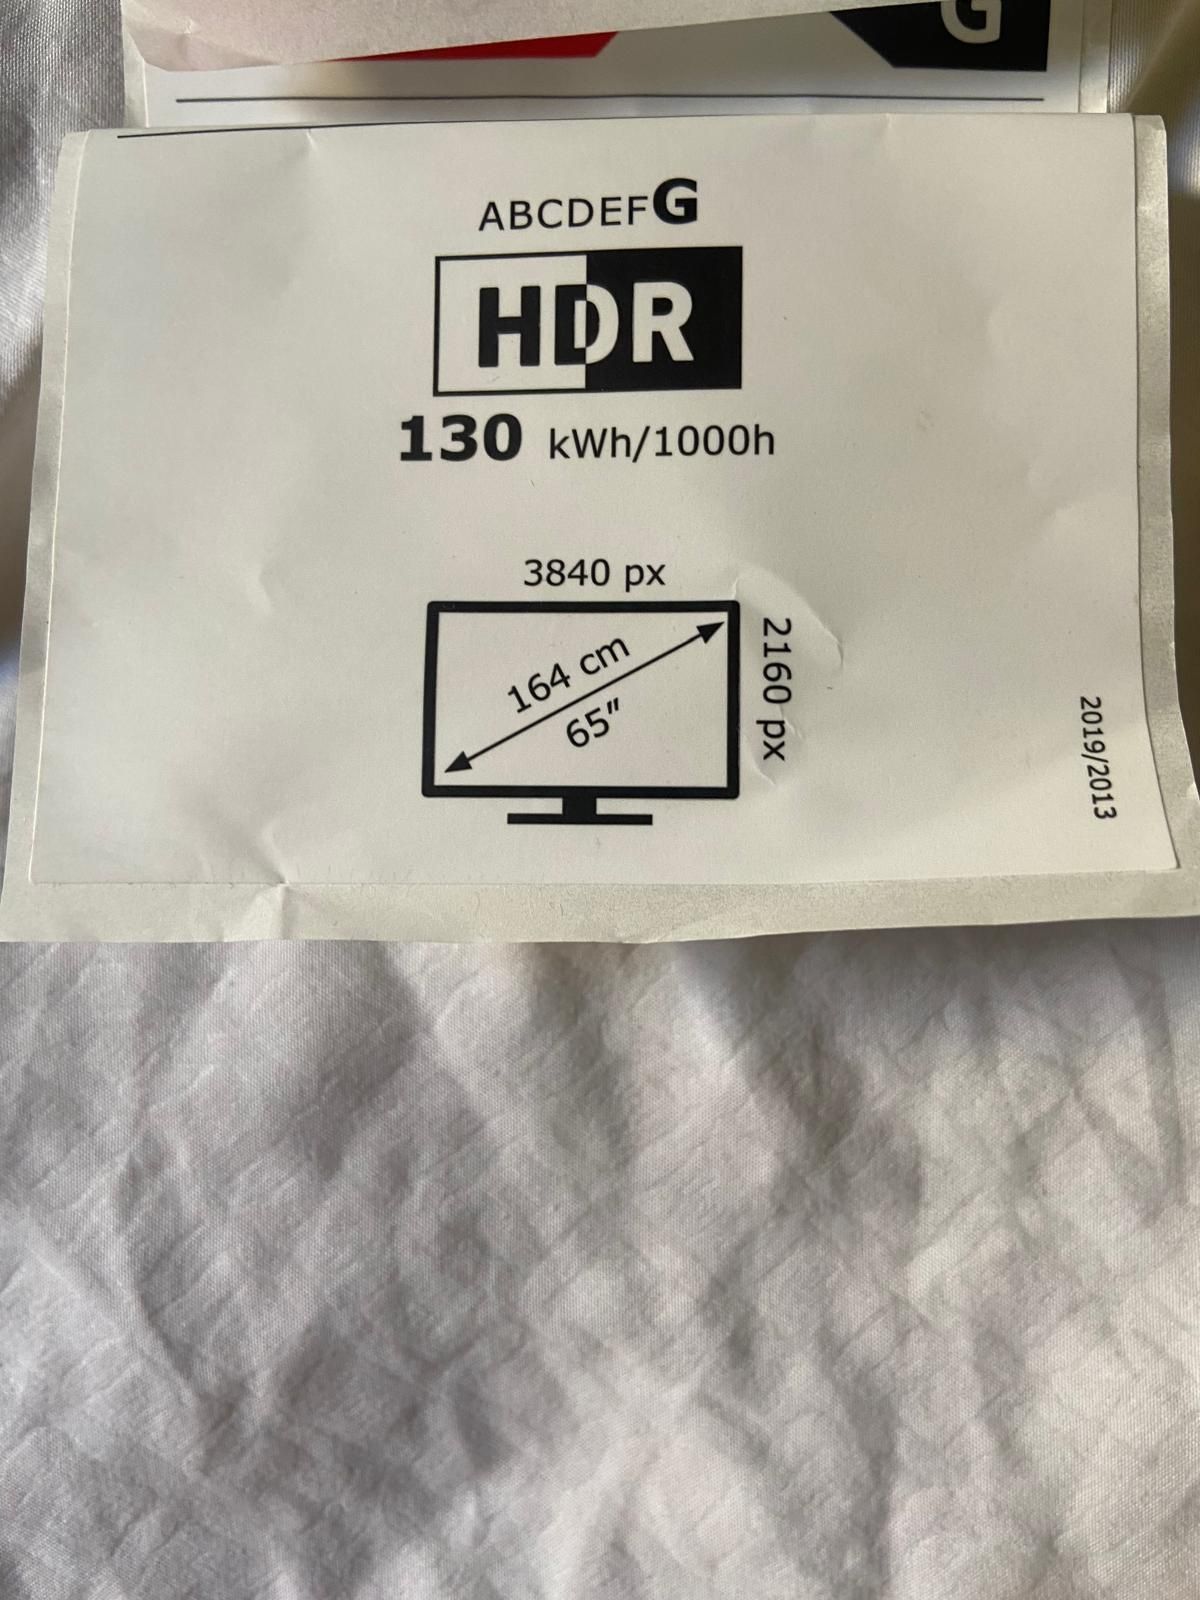 G
ABCDEFG
HDR
130 kWh/1000h
3840 px
2160 px
164 cm
65"
2019/2013